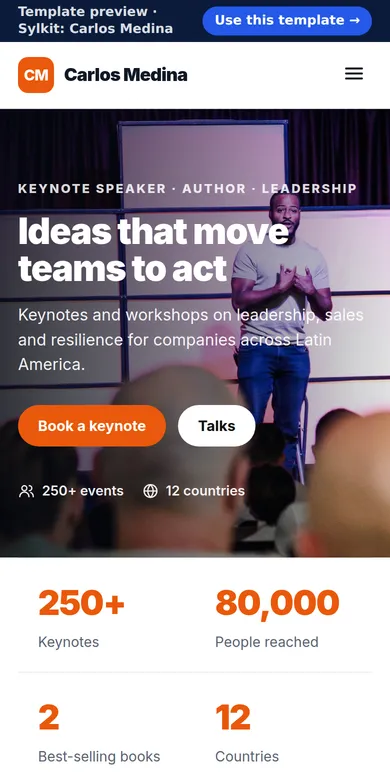 Template preview ·
Sylkit: Carlos Medina
Use this template →
CM
Carlos Medina
KEYNOTE SPEAKER · AUTHOR · LEADERSHIP
Ideas that move
teams to act
Keynotes and workshops on leadership, sales
and resilience for companies across Latin
America.
Book a keynote
Talks
250+ events
12 countries
250+
80,000
Keynotes
People reached
2
12
Best-selling books
Countries